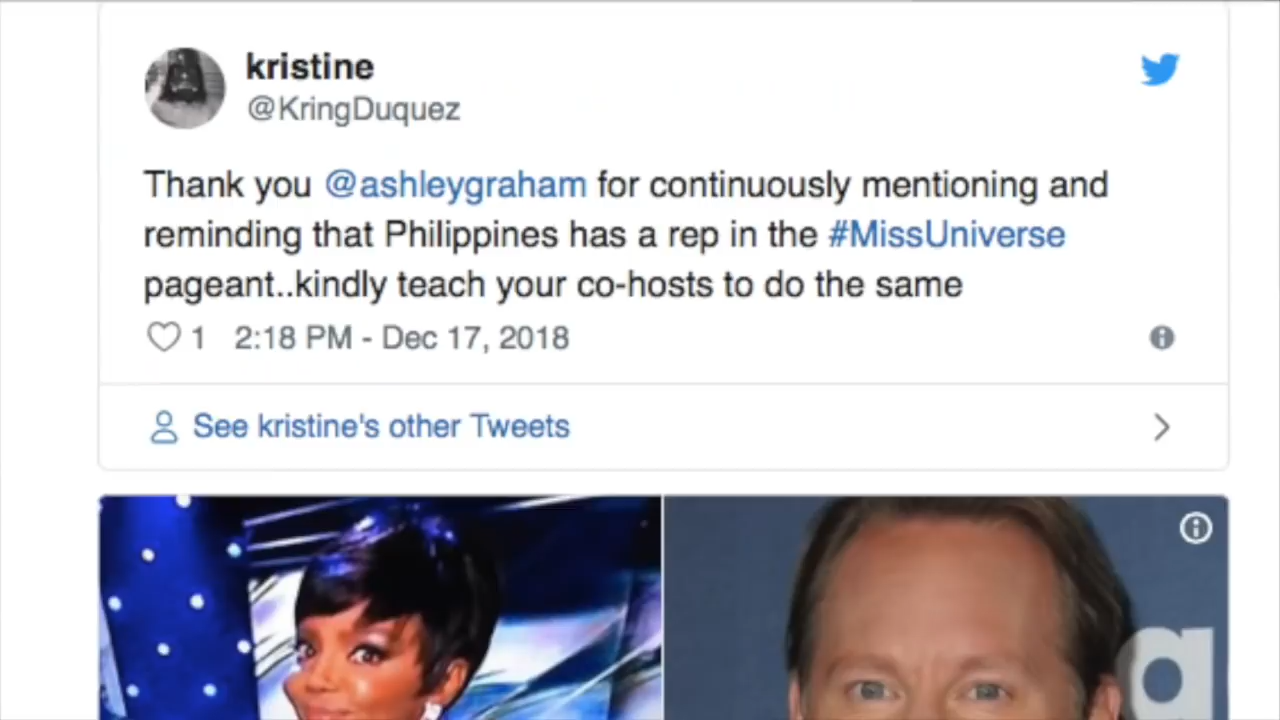 kristine
@KringDuquez
Thank you @ashleygraham for continuously mentioning and
reminding that Philippines has a rep in the #MissUniverse
pageant..kindly teach your co-hosts to do the same
1 2:18 PM - Dec 17, 2018
See kristine's other Tweets
a